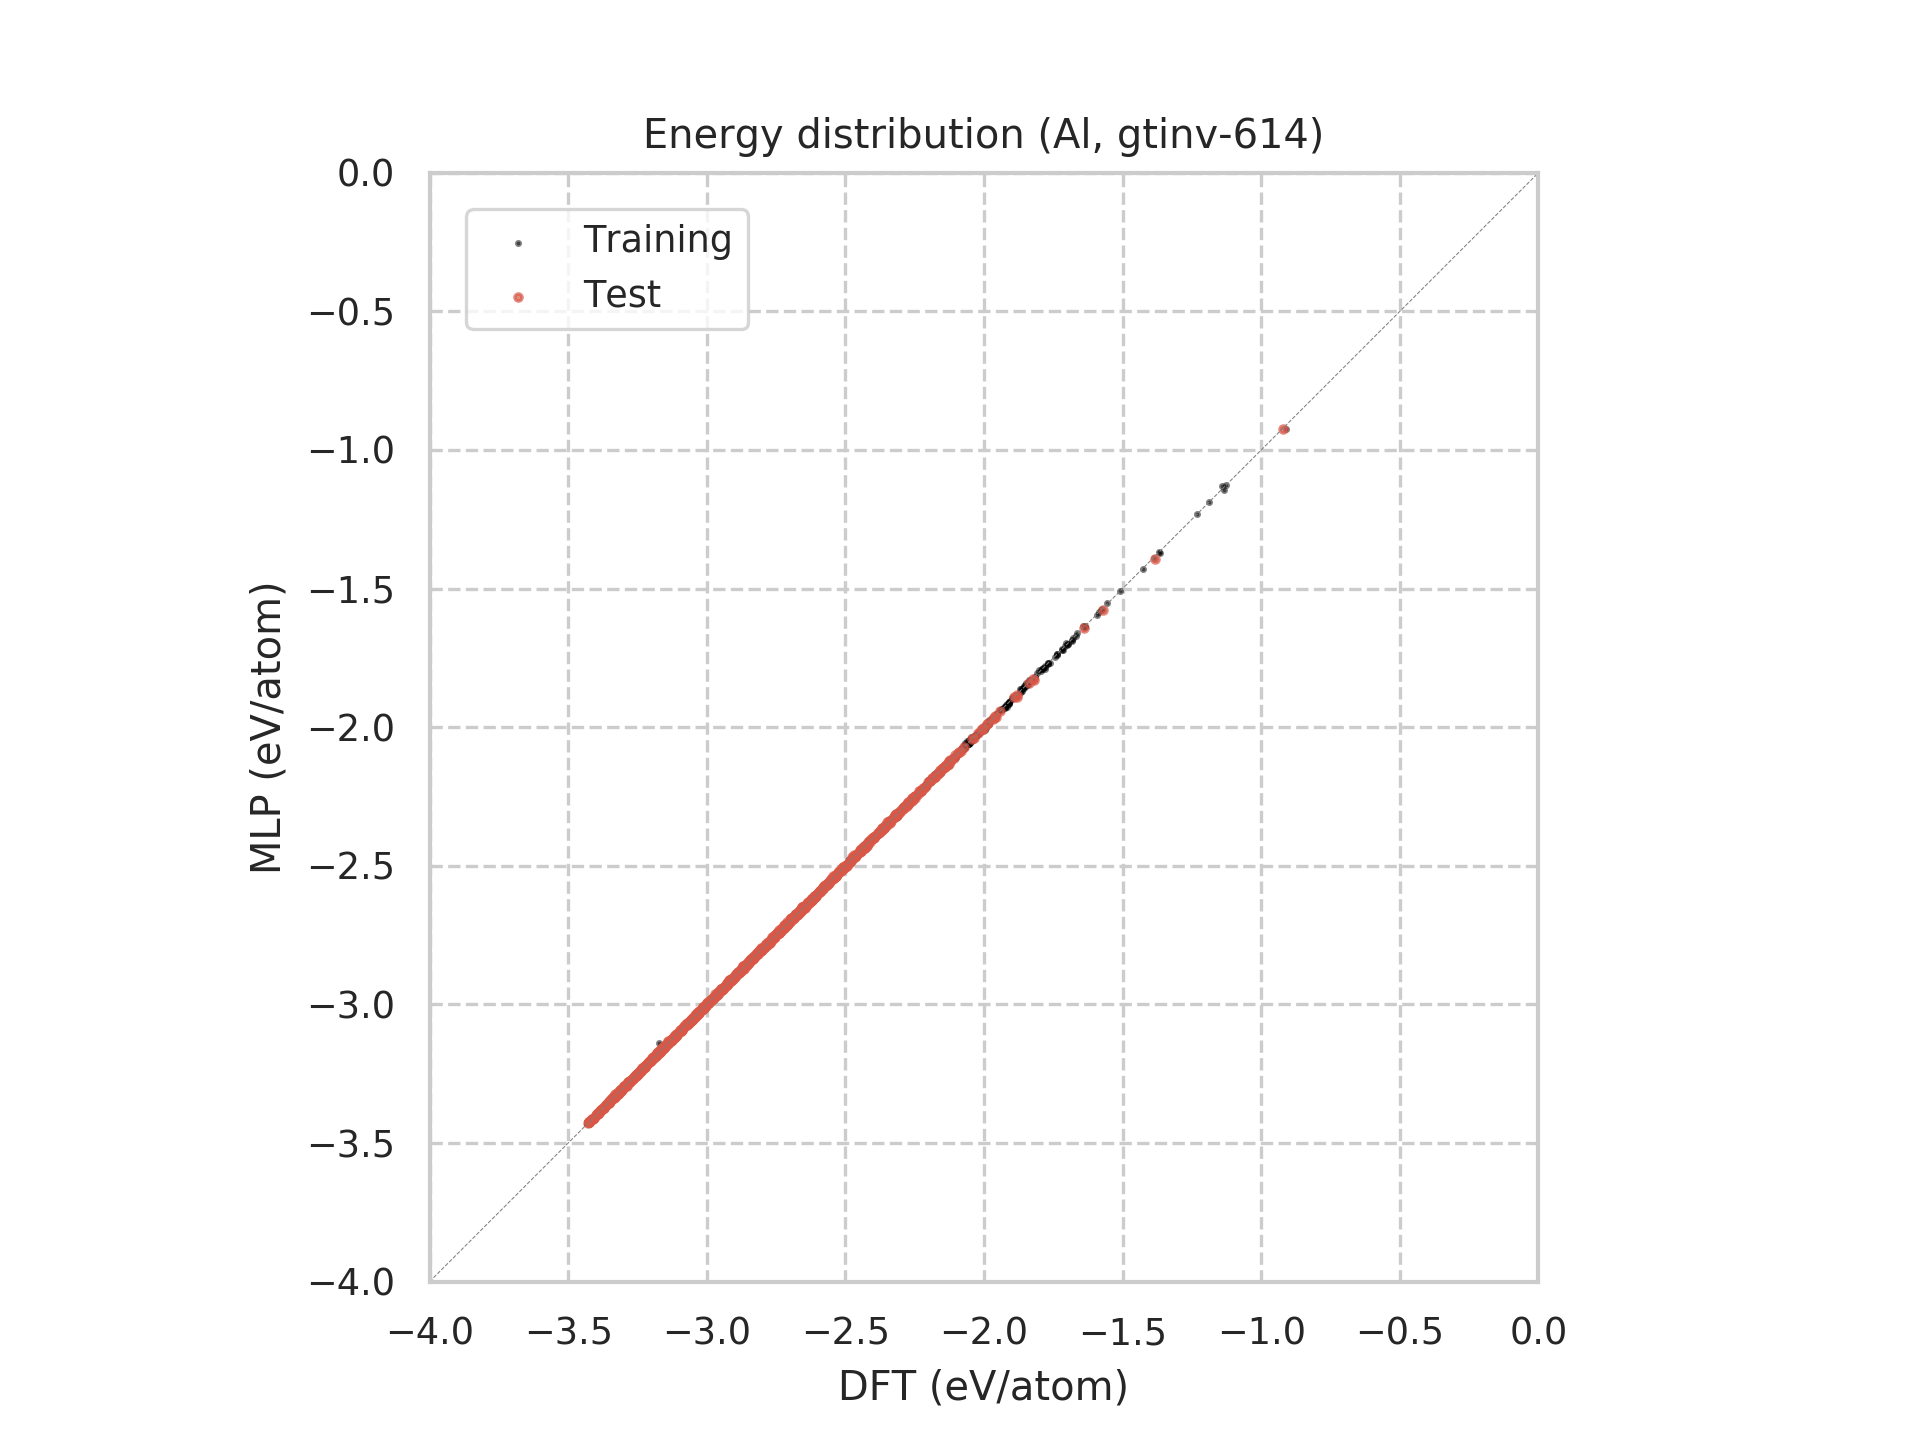 Energy distribution (Al, gtinv-614)
Training
Test
0.0
−0.5
−1.0
−1.5
−2.0
−2.5
−3.0
−3.5
−4.0
MLP (eV/atom)
−4.0 −3.5 −3.0 −2.5 −2.0 −1.5 −1.0 −0.5 0.0
DFT (eV/atom)